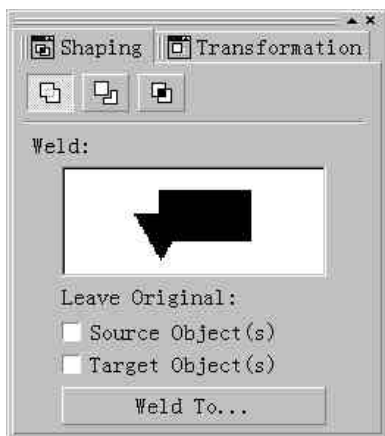 Shaping Transformation
Weld:
Leave Original:
Source Object(s)
Target Object(s)
Weld To...